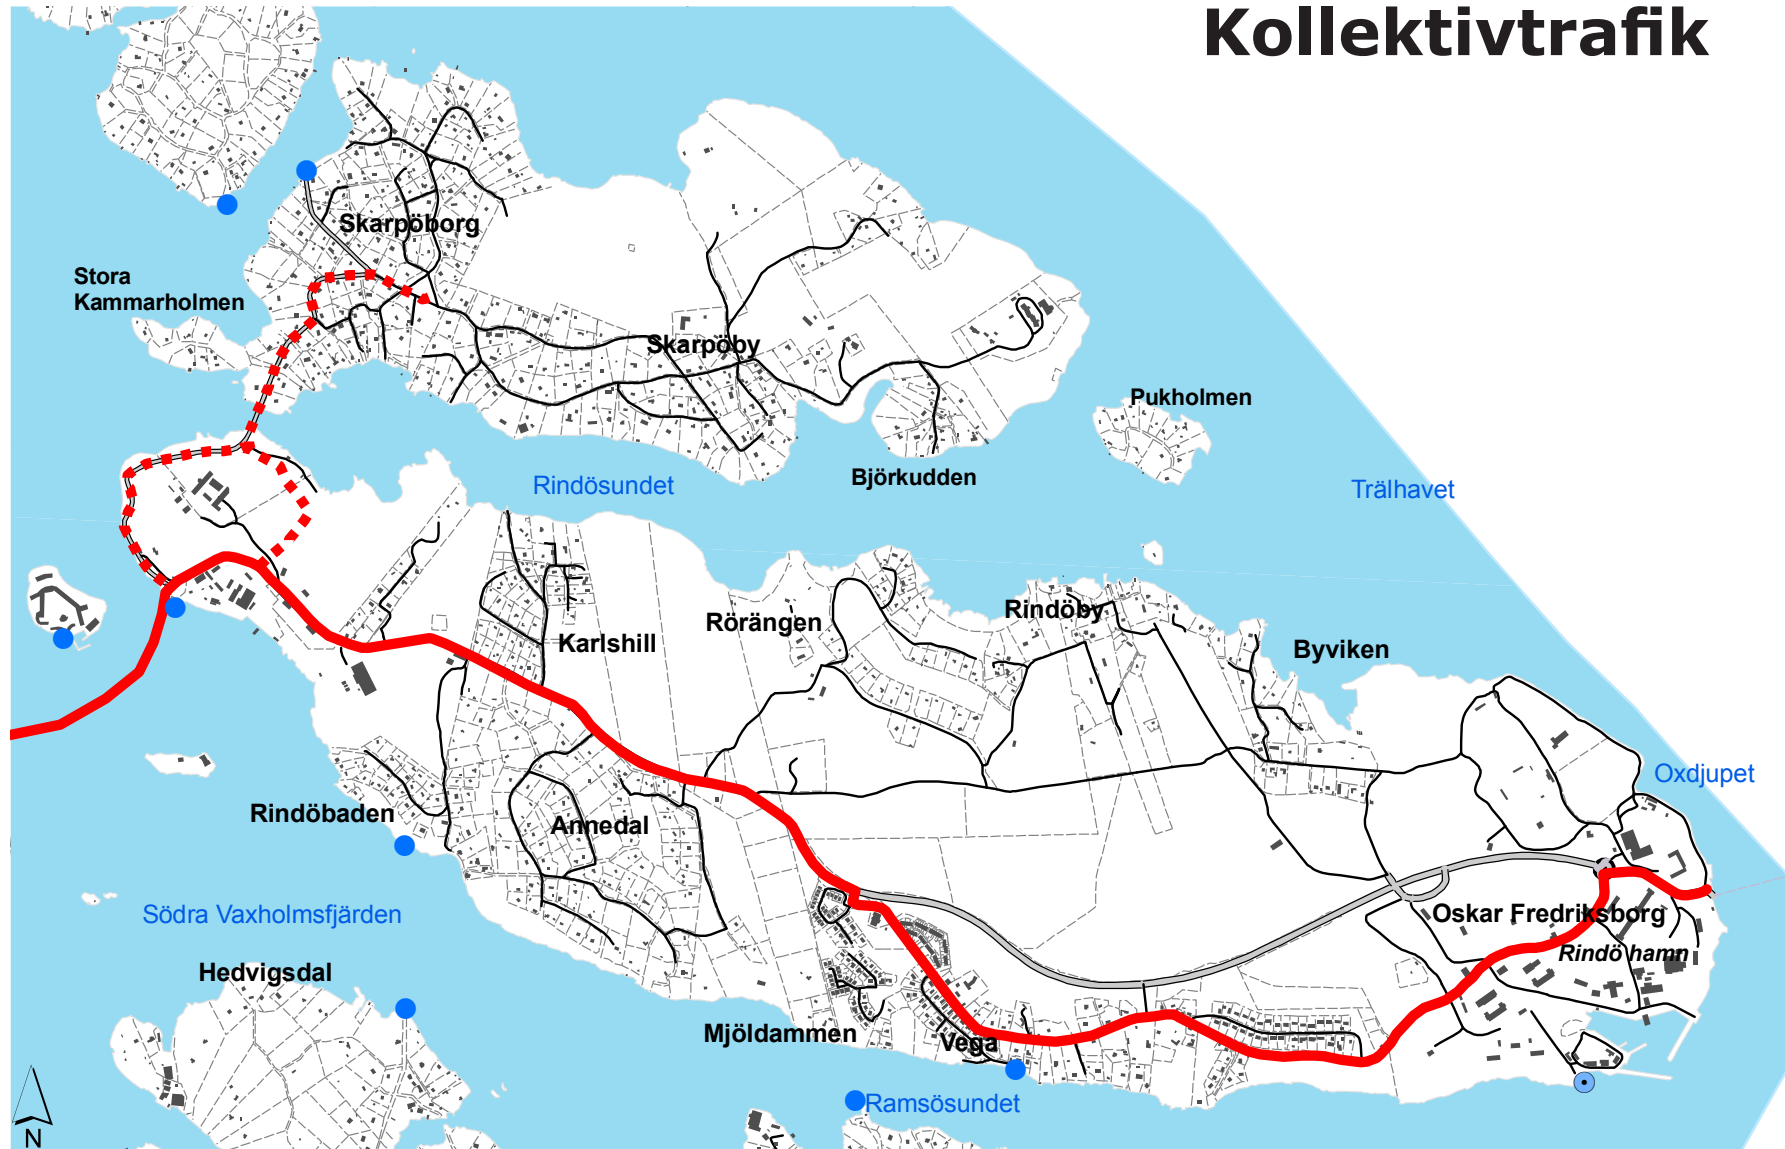 Kollektivtrafik
Skarpöborg
Stora
Kammarholmen
Skarpöby
Pukholmen
Björkudden
Rindösundet
Trälhavet
Rörängen
Rindöby
Karlshill
Byviken
Oxdjupet
Rindöbaden
Annedal
Södra Vaxholmsfjärden
Oskar Fredriksborg
Rindö hamn
Hedvigsdal
Mjöldammen
Vega
Ramsösundet
N